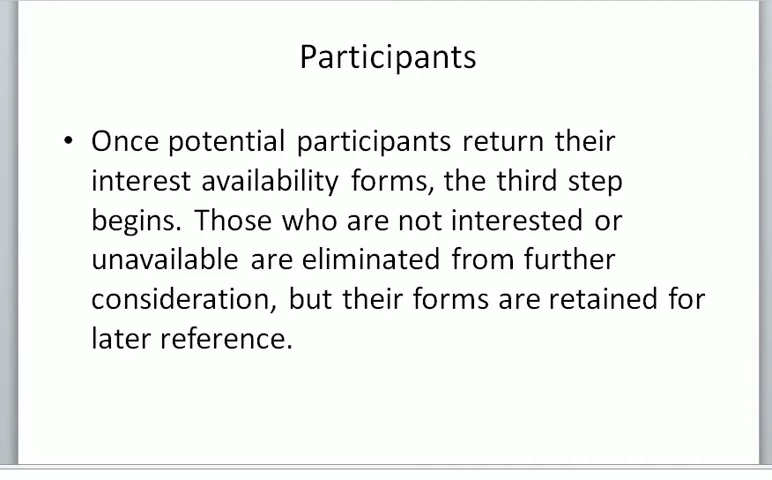 Participants
• Once potential participants return their
interest availability forms, the third step
begins. Those who are not interested or
unavailable are eliminated from further
consideration, but their forms are retained for
later reference.